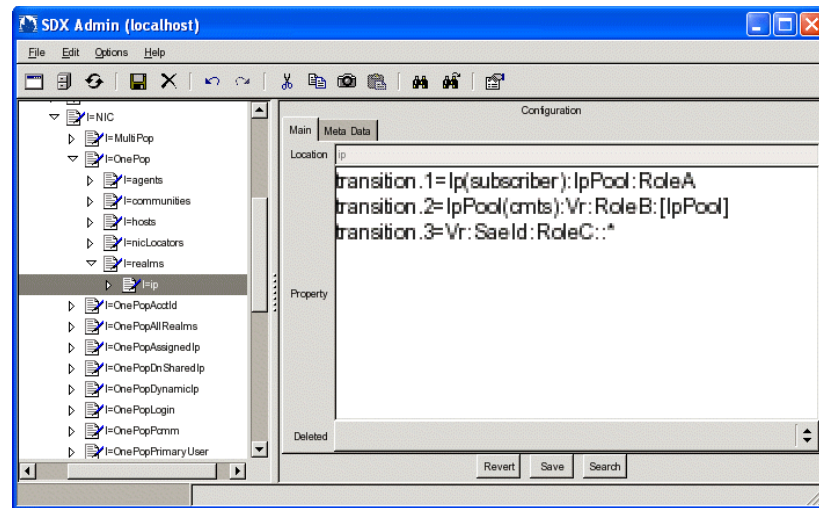 SDX Admin (localhost)
File Edit Options Help
l=NIC
l=MultiPop
l=OnePop
l=agents
l=communities
l=hosts
l=nicLocators
l=realms
l=ip
l=OnePopAcctId
l=OnePopAllRealms
l=OnePopAssignedIp
l=OnePopDnSharedIp
l=OnePopDynamicIp
l=OnePopLogin
l=OnePopPcmm
l=OnePopPrimaryUser
Configuration
Main Meta Data
Location ip
transition.1=Ip(subscriber):IpPool:RoleA
transition.2=IpPool(cmts):Vr:RoleB:[IpPool]
transition.3=Vr:SaeId:RoleC::*
Property
Deleted
Revert Save Search